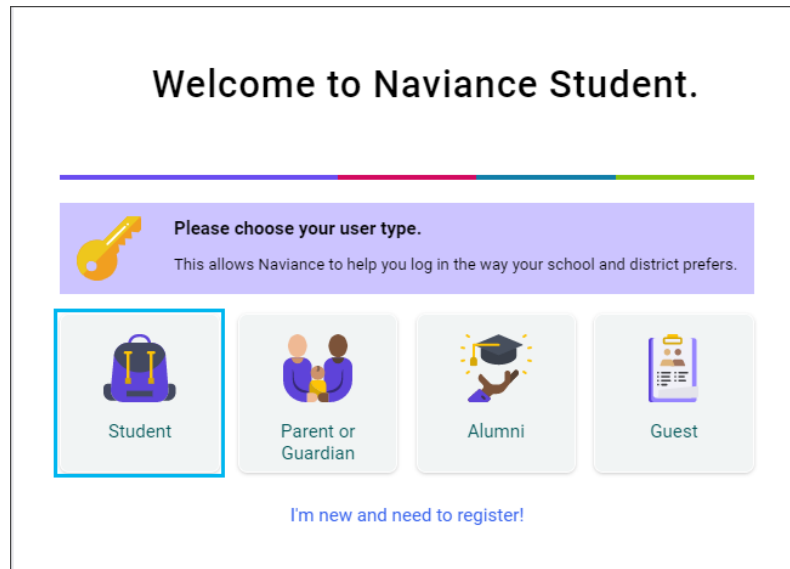 Welcome to Naviance Student.
Please choose your user type.
This allows Naviance to help you log in the way your school and district prefers.
Student
Parent or
Guardian
Alumni
Guest
I'm new and need to register!